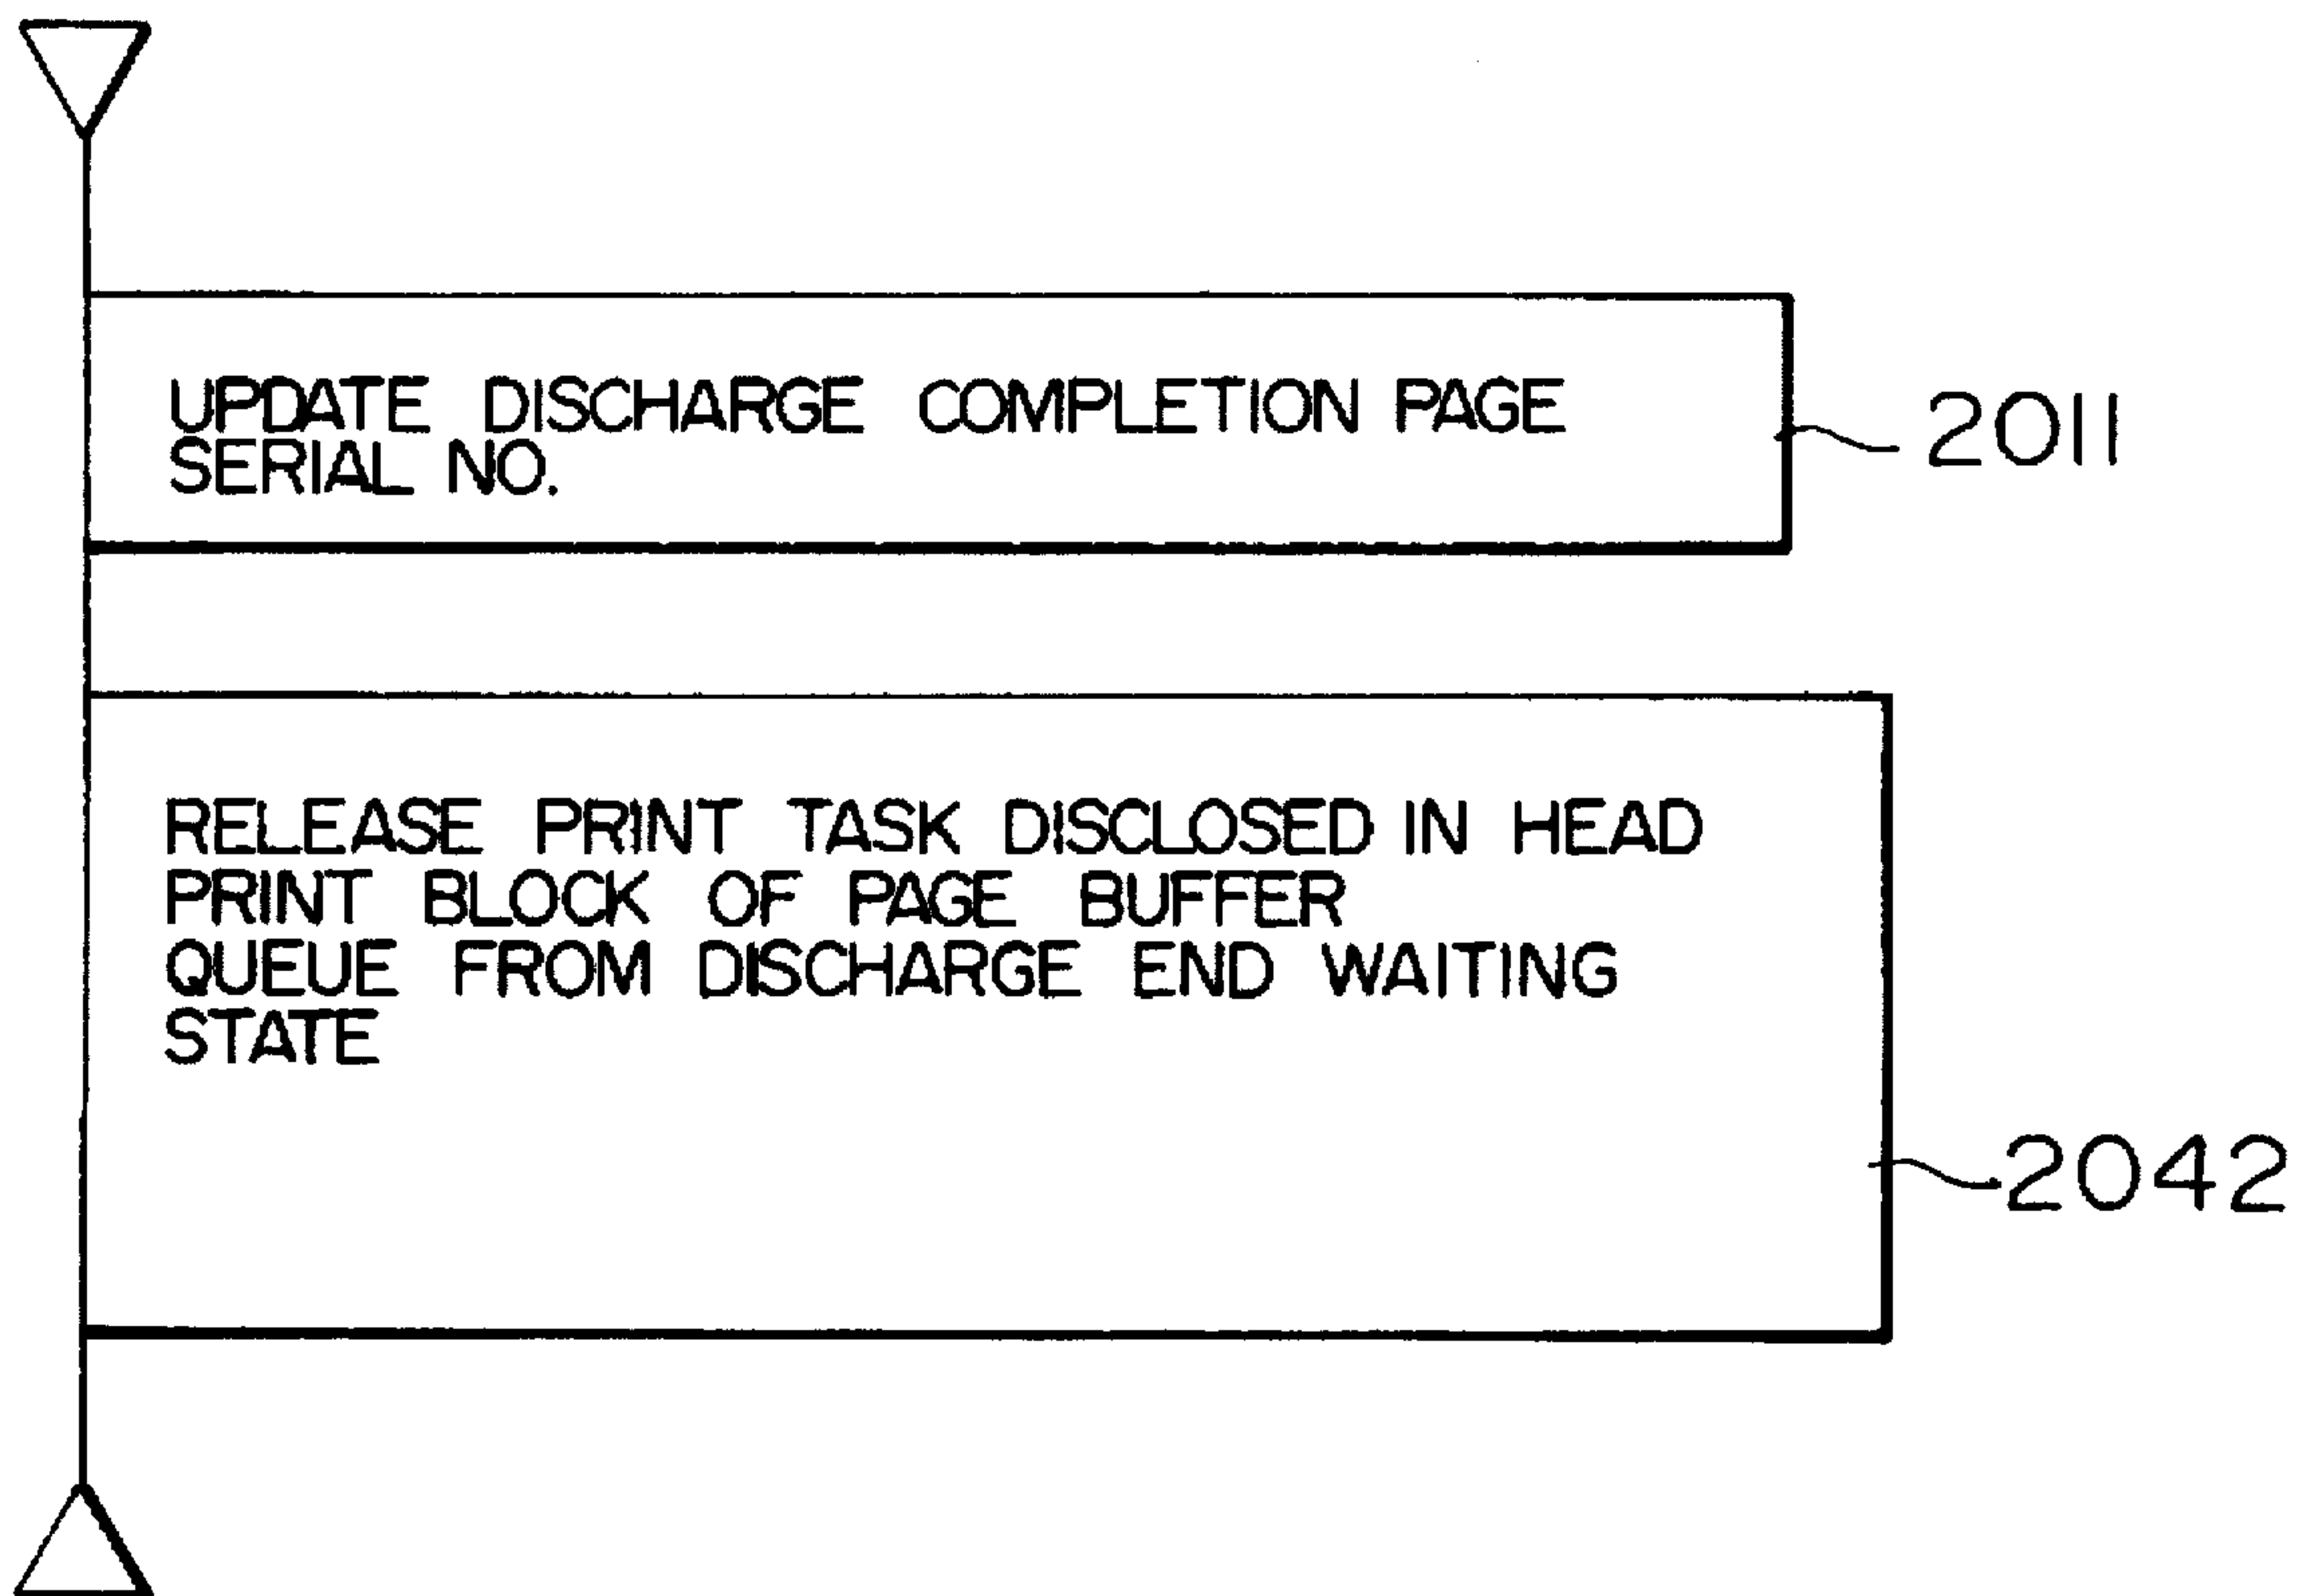 UPDATE DISCHARGE COMPLETION PAGE
SERIAL NO.
2011
RELEASE PRINT TASK DISCLOSED IN HEAD
PRINT BLOCK OF PAGE BUFFER
QUEUE FROM DISCHARGE END WAITING
STATE
2042